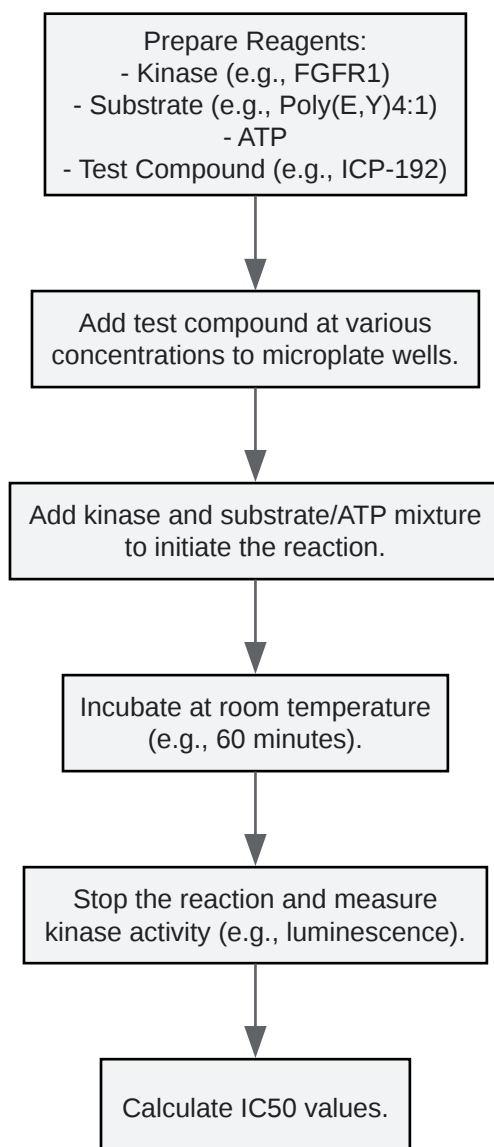 Prepare Reagents:
- Kinase (e.g., FGFR1)
- Substrate (e.g., Poly(E,Y)4:1)
- ATP
- Test Compound (e.g., ICP-192)
Add test compound at various
concentrations to microplate wells.
Add kinase and substrate/ATP mixture
to initiate the reaction.
Incubate at room temperature
(e.g., 60 minutes).
Stop the reaction and measure
kinase activity (e.g., luminescence).
Calculate IC50 values.